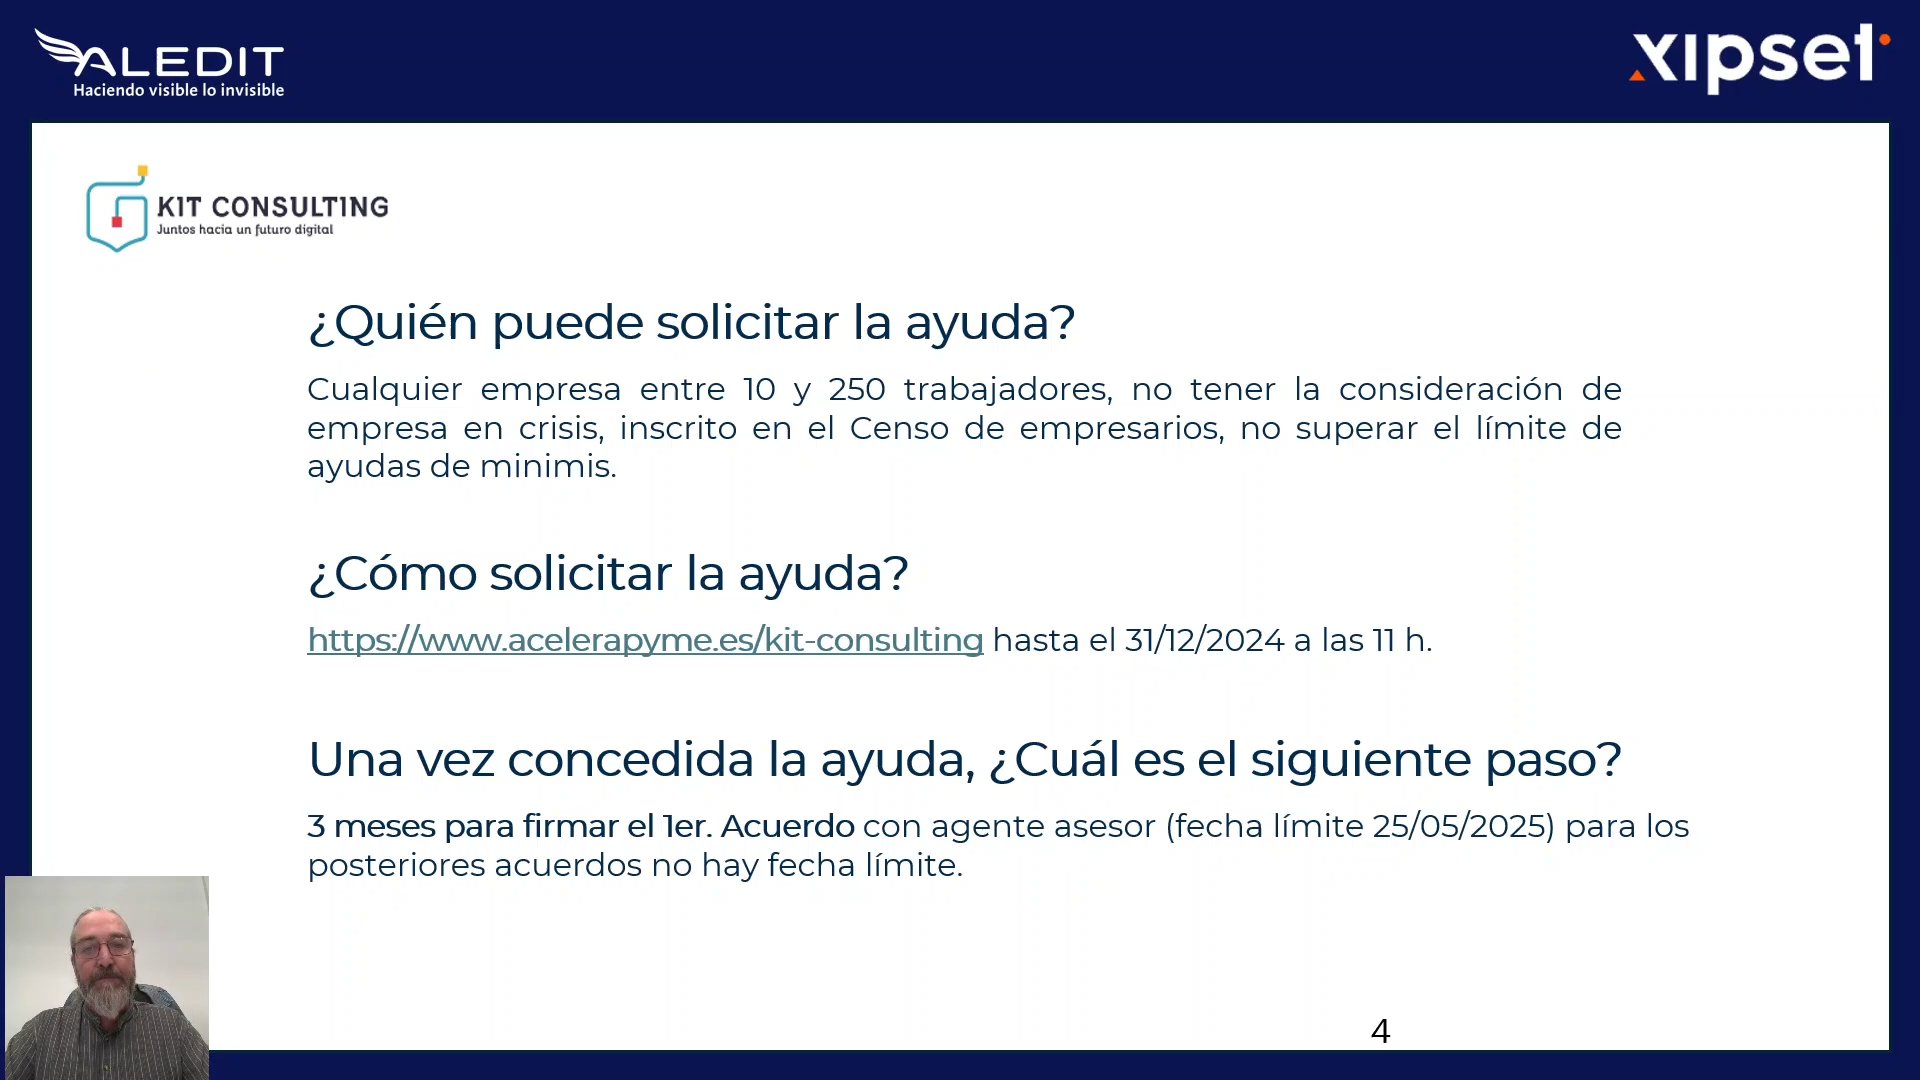 ALEDIT
Haciendo visible lo invisible
xipset
KIT CONSULTING
Juntos hacia un futuro digital
¿Quién puede solicitar la ayuda?
Cualquier empresa entre 10 y 250 trabajadores, no tener la consideración de
empresa en crisis, inscrito en el Censo de empresarios, no superar el límite de
ayudas de minimis.
¿Cómo solicitar la ayuda?
https://www.acelerapyme.es/kit-consulting hasta el 31/12/2024 a las 11 h.
Una vez concedida la ayuda, ¿Cuál es el siguiente paso?
3 meses para firmar el 1er. Acuerdo con agente asesor (fecha límite 25/05/2025) para los
posteriores acuerdos no hay fecha límite.
4